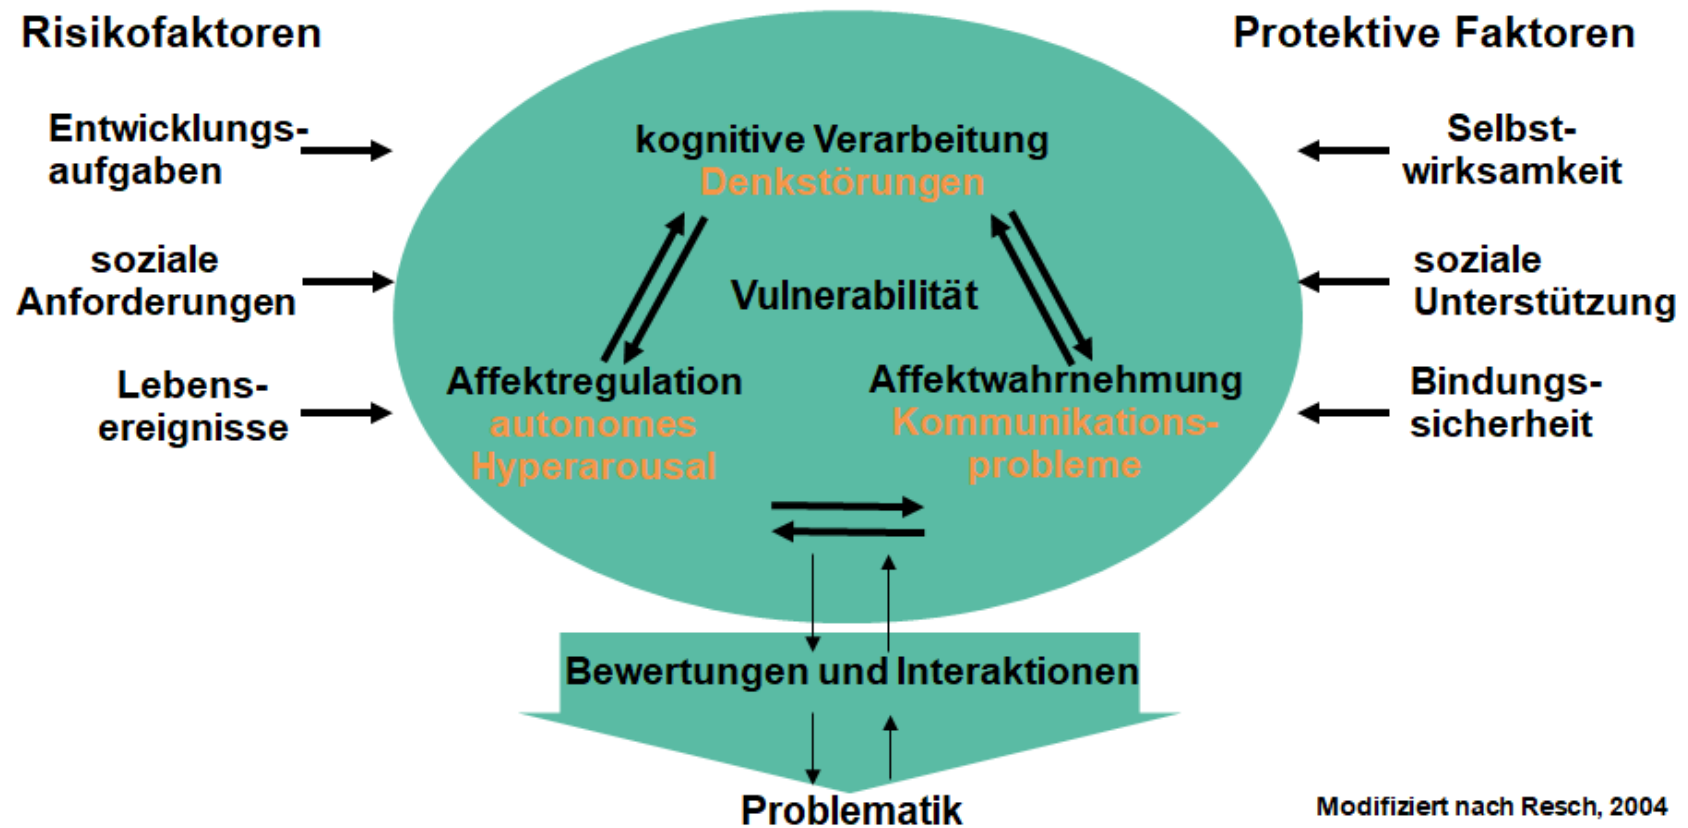 Risikofaktoren
Protektive Faktoren
Entwicklungs-
aufgaben
soziale
Anforderungen
Lebens-
ereignisse
kognitive Verarbeitung
Denkstörungen
Vulnerabilität
Affektregulation
autonomes
Hyperarousal
Affektwahrnehmung
Kommunikations-
probleme
Selbst-
wirksamkeit
soziale
Unterstützung
Bindungs-
sicherheit
Bewertungen und Interaktionen
Problematik
Modifiziert nach Resch, 2004